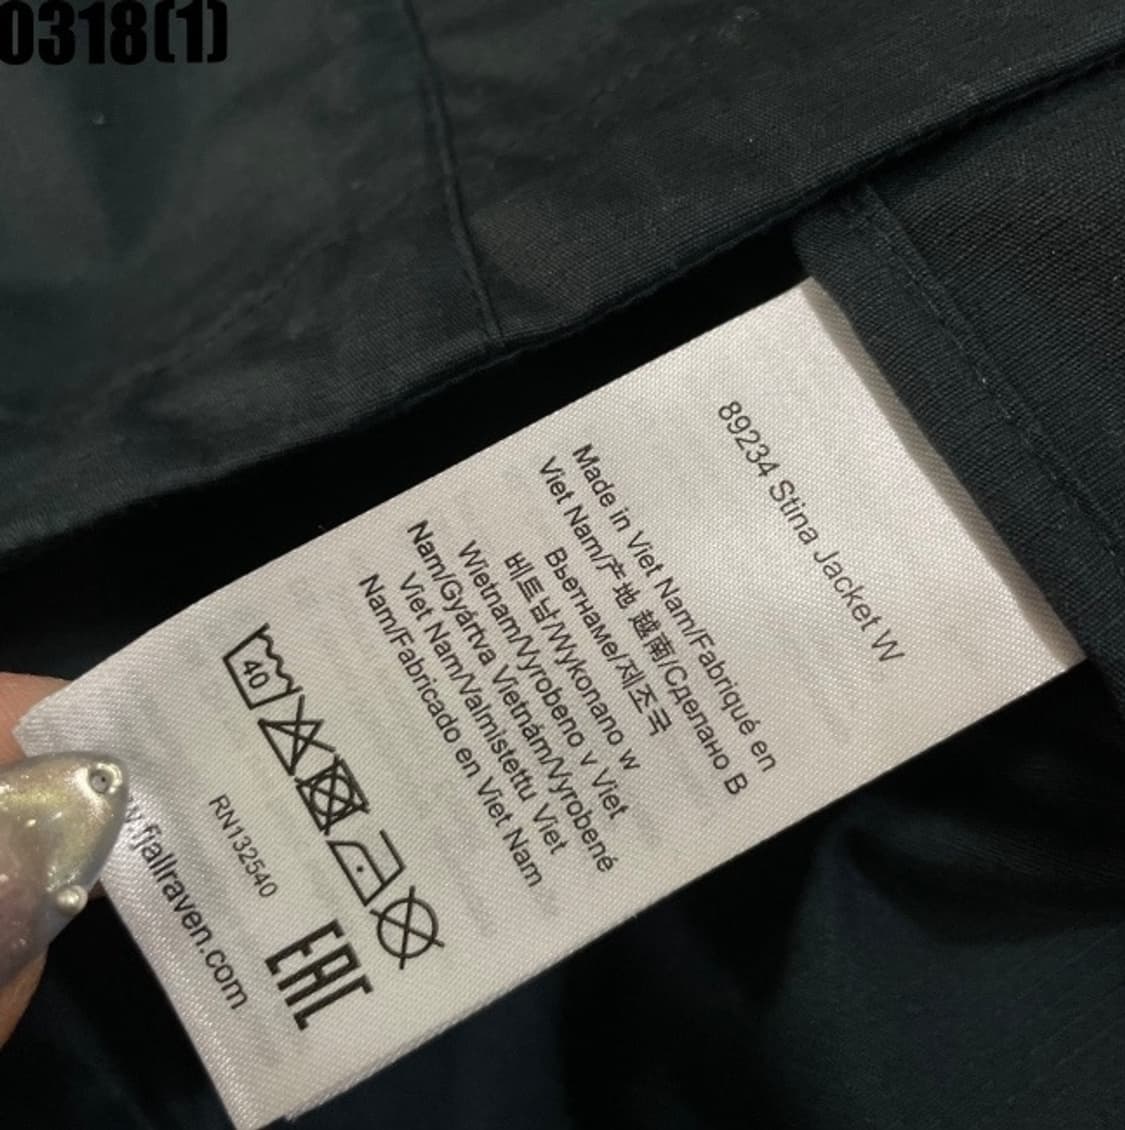 0318(1)
89234 Stina Jacket W
Made in Viet Nam/Fabriqué en
Viet Nam/产地 越南/Сделано В
Вьетнаме/제조국
베트남/Wykonano w
Wietnam/Vyrobeno v Viet
Nam/Gyártva Vietnám/Vyrobené
Viet Nam/Valmistettu Viet
Nam/Fabricado en Viet Nam
40
RN132540
EAC
fjallraven.com